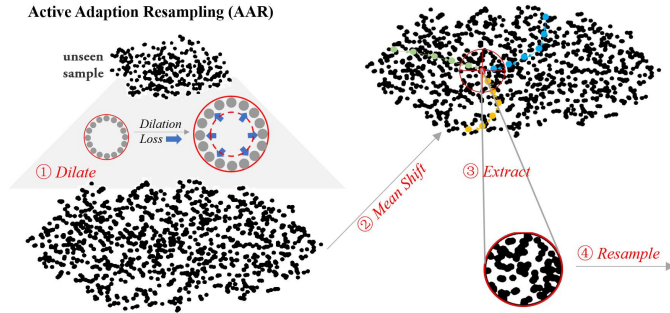 Active Adaption Resampling (AAR)
unseen
sample
Dilation
Loss
① Dilate
② Mean Shift
③ Extract
④ Resample